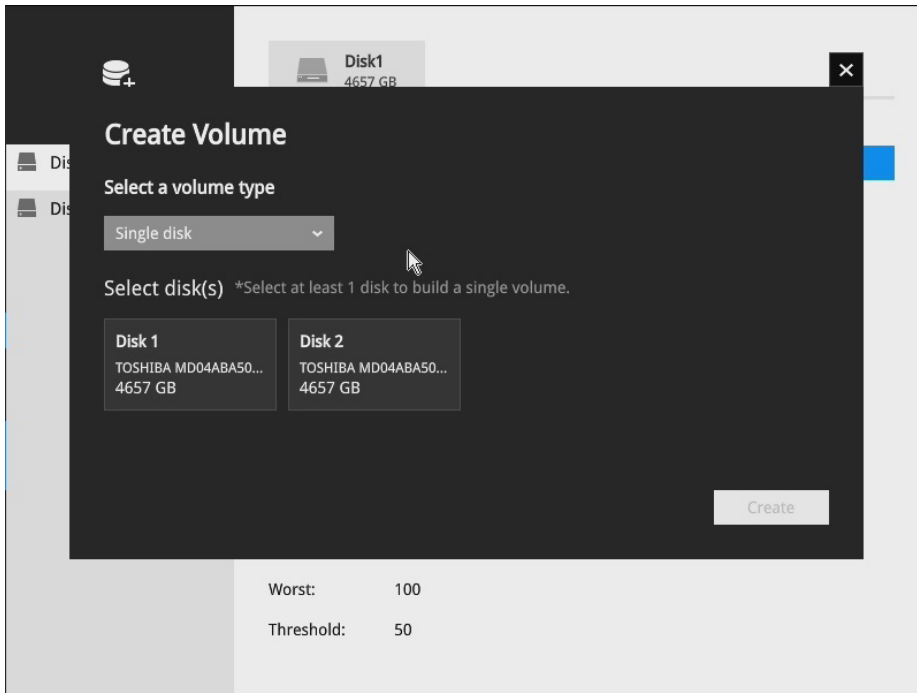 Disk1
4657 GB
Create Volume
Select a volume type
Single disk
Select disk(s) *Select at least 1 disk to build a single volume.
Disk 1
TOSHIBA MD04ABA50...
4657 GB
Disk 2
TOSHIBA MD04ABA50...
4657 GB
Create
Worst: 100
Threshold: 50